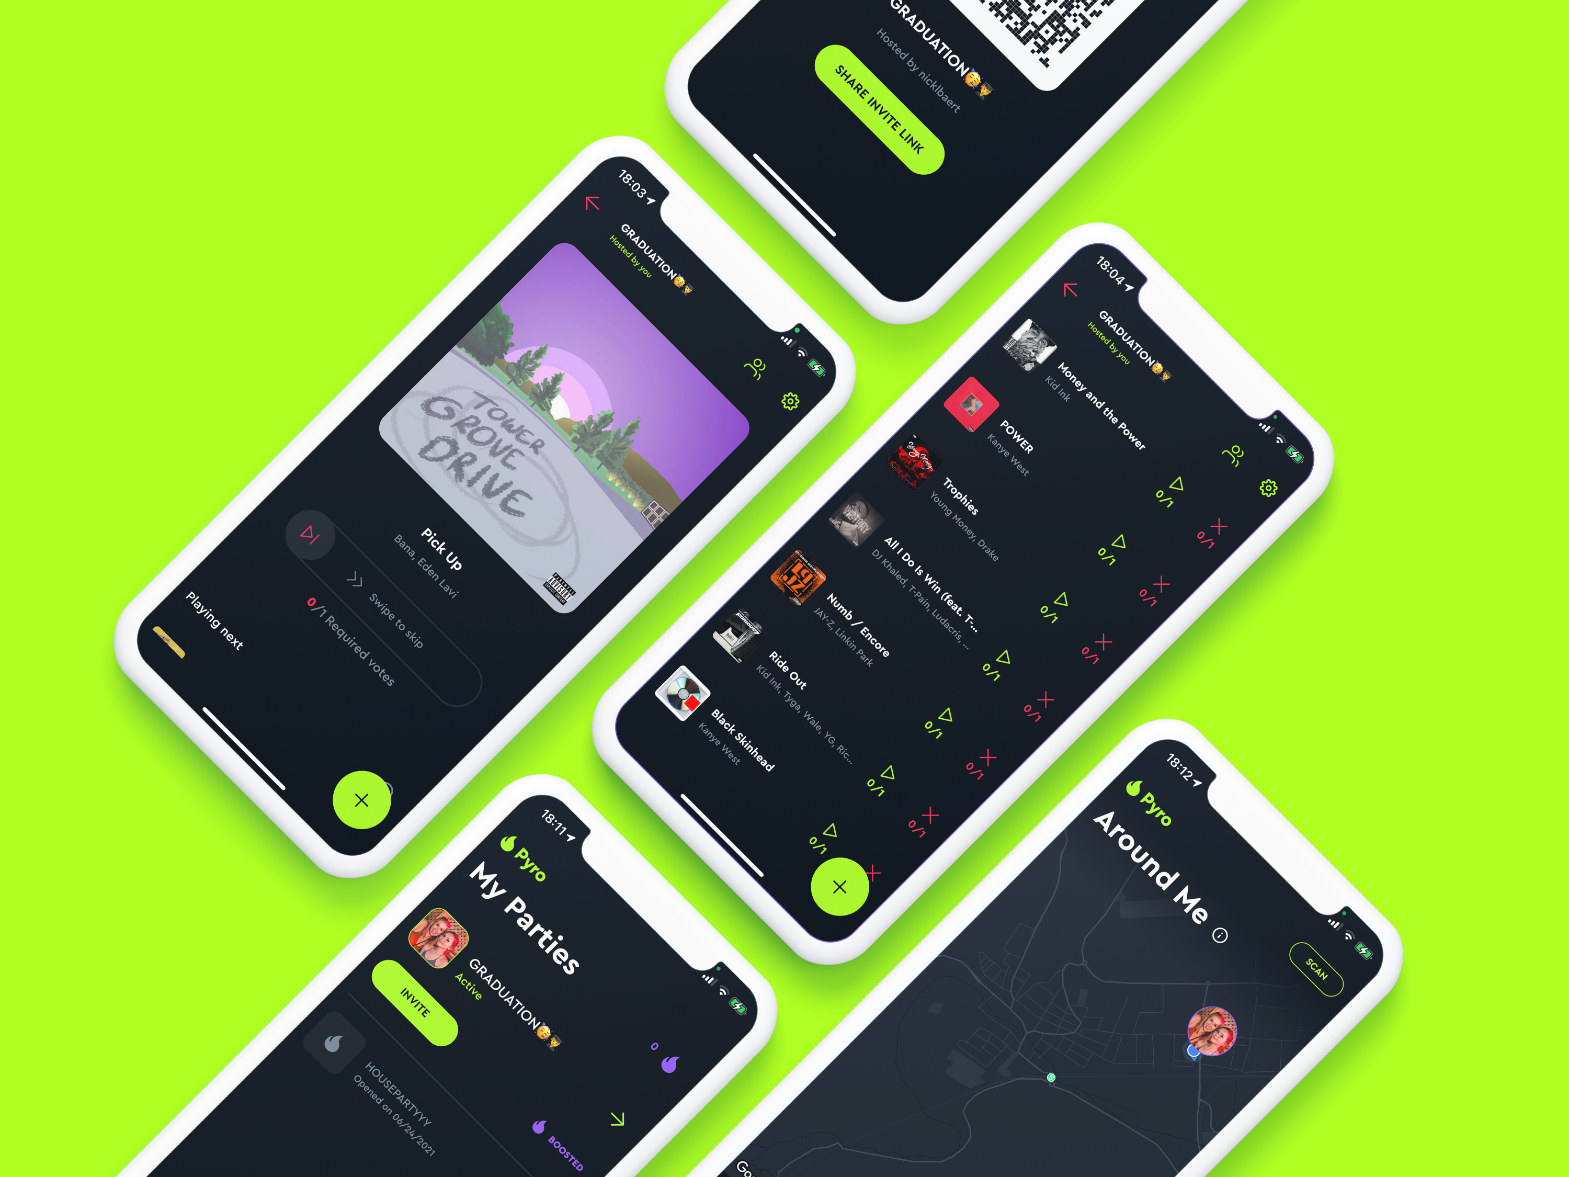 GRADUATION🥳🎓
Hosted by nicklbaert
SHARE INVITE LINK
18:03
GRADUATION🥳🎓
Hosted by you
TOWER
GROVE
DRIVE
Pick Up
Bana, Eden Lavi
Swipe to skip
0/1 Required votes
Playing next
18:04
GRADUATION🥳🎓
Hosted by you
Money and the Power
Kid Ink
0/1
0/1
POWER
Kanye West
0/1
0/1
Trophies
Young Money, Drake
0/1
0/1
All I Do Is Win (feat. T-...
DJ Khaled, T-Pain, Ludacris, ...
0/1
0/1
Numb / Encore
JAY-Z, Linkin Park
0/1
0/1
Ride Out
Kid Ink, Tyga, Wale, YG, Ric...
0/1
0/1
Black Skinhead
Kanye West
0/1
18:11
Pyro
My Parties
GRADUATION🥳🎓
Active
INVITE
0
HOUSEPARTYYY
Opened on 06/24/2021
BOOSTED
18:12
Pyro
Around Me
SCAN
Go